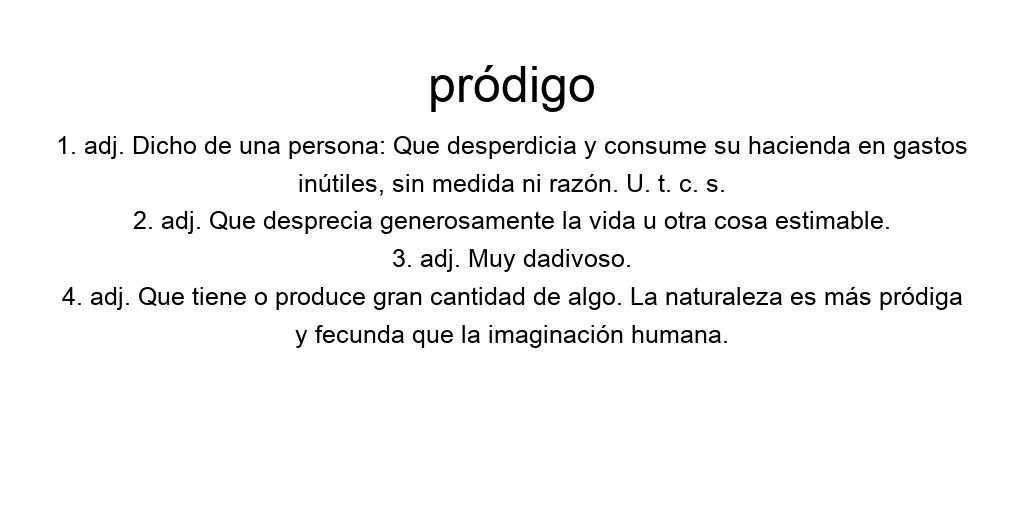 pródigo
1. adj. Dicho de una persona: Que desperdicia y consume su hacienda en gastos
inútiles, sin medida ni razón. U. t. c. s.
2. adj. Que desprecia generosamente la vida u otra cosa estimable.
3. adj. Muy dadivoso.
4. adj. Que tiene o produce gran cantidad de algo. La naturaleza es más pródiga
y fecunda que la imaginación humana.